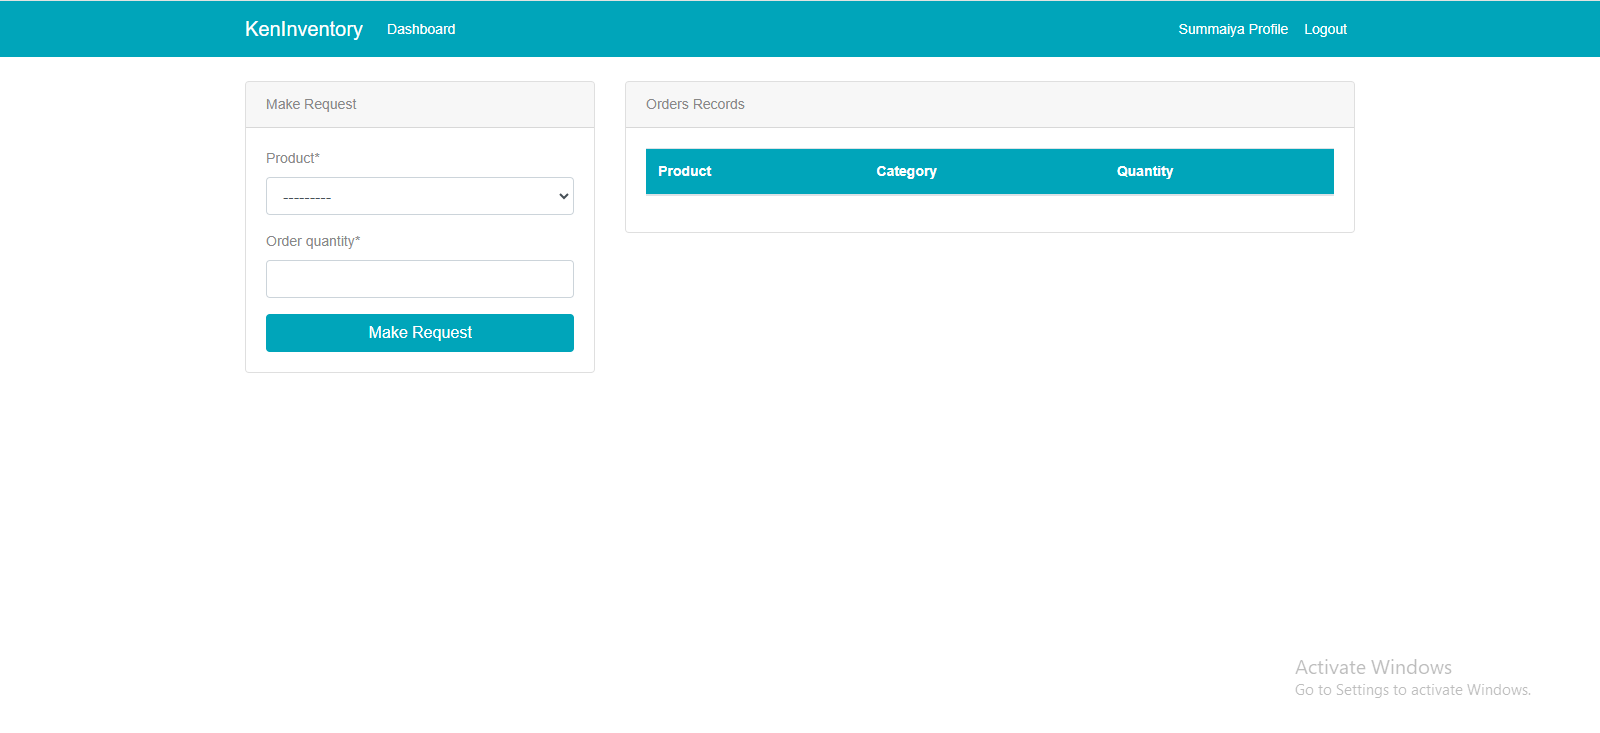 KenInventory Dashboard Summaiya Profile Logout
Make Request
Product*
---------
Order quantity*
Make Request
Orders Records
Product Category Quantity
Activate Windows
Go to Settings to activate Windows.